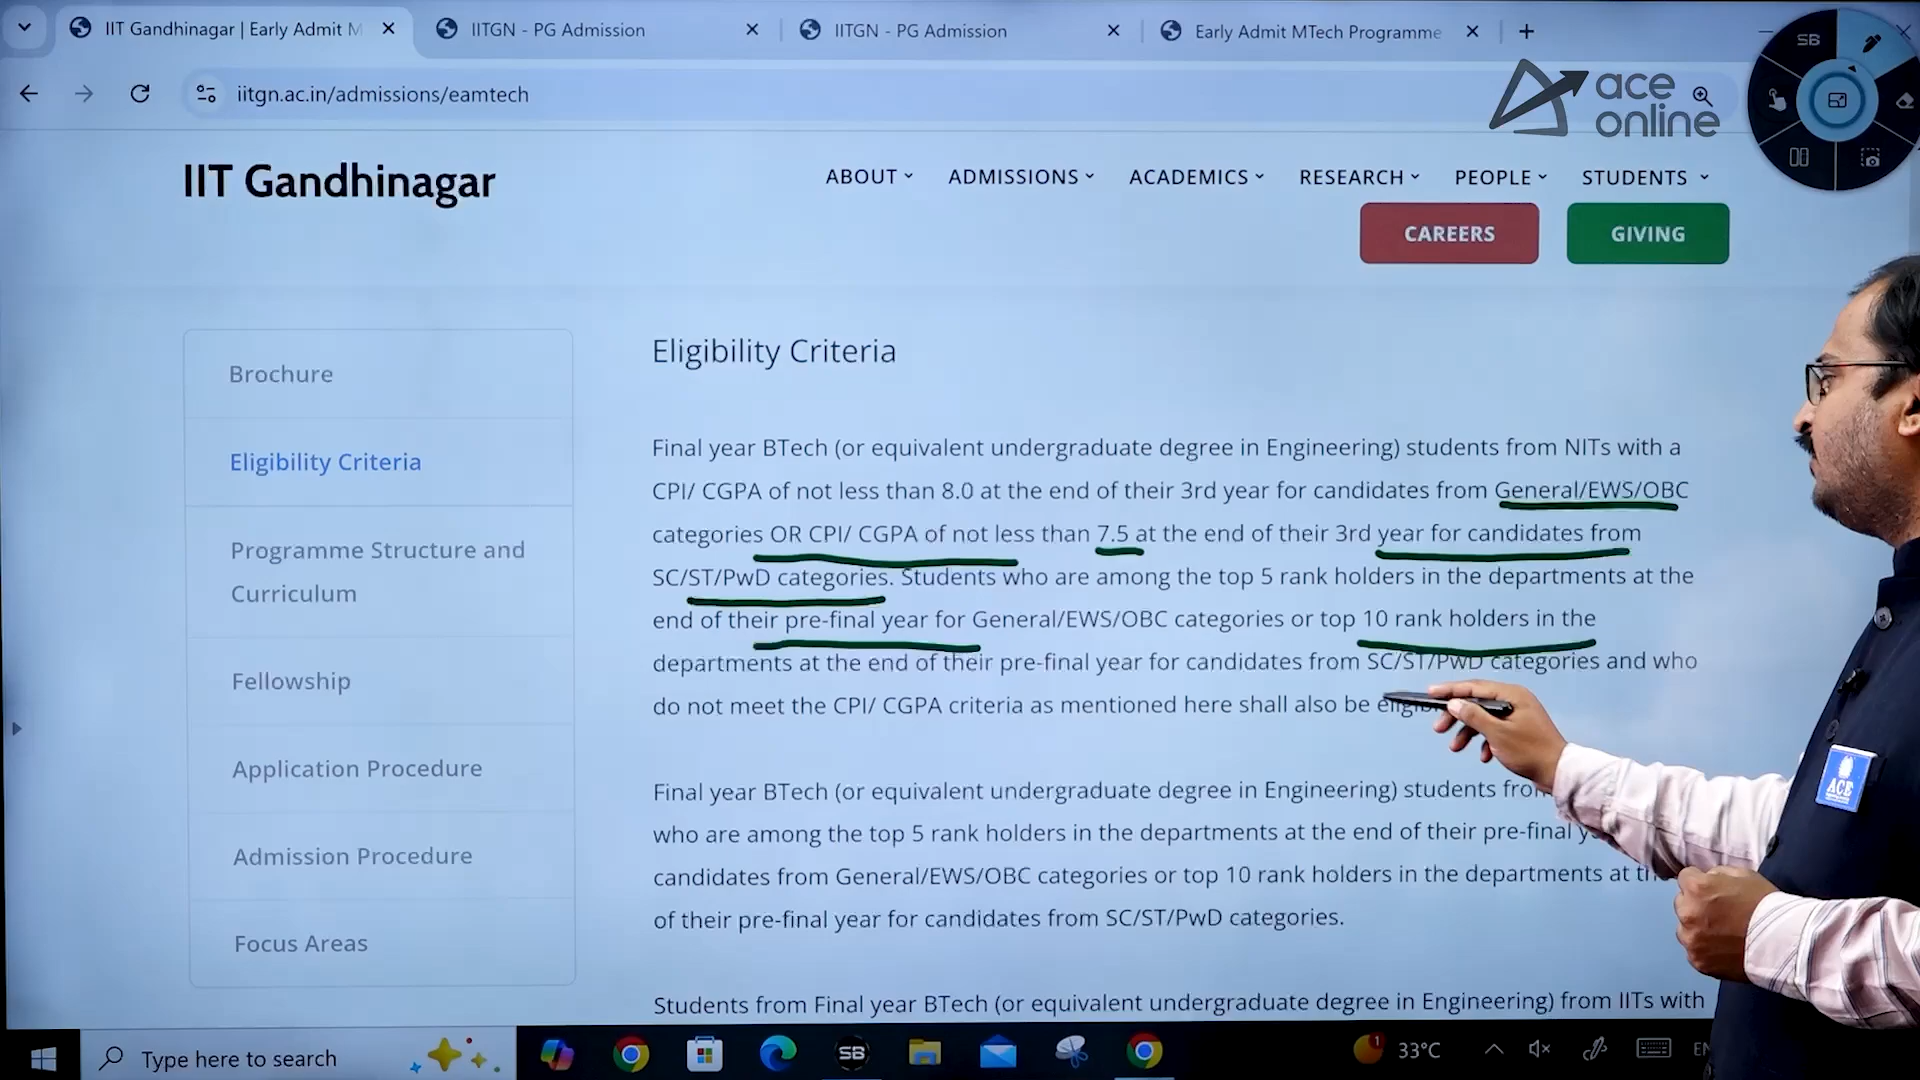 IIT Gandhinagar | Early Admit M
IITGN - PG Admission
IITGN - PG Admission
Early Admit MTech Programme
SB
iitgn.ac.in/admissions/eamtech
ace
online
IIT Gandhinagar
ABOUT
ADMISSIONS
ACADEMICS
RESEARCH
PEOPLE
STUDENTS
CAREERS
GIVING
Brochure
Eligibility Criteria
Programme Structure and
Curriculum
Fellowship
Application Procedure
Admission Procedure
Focus Areas
Eligibility Criteria
Final year BTech (or equivalent undergraduate degree in Engineering) students from NITs with a
CPI/ CGPA of not less than 8.0 at the end of their 3rd year for candidates from General/EWS/OBC
categories OR CPI/ CGPA of not less than 7.5 at the end of their 3rd year for candidates from
SC/ST/PwD categories. Students who are among the top 5 rank holders in the departments at the
end of their pre-final year for General/EWS/OBC categories or top 10 rank holders in the
departments at the end of their pre-final year for candidates from SC/ST/PwD categories and who
do not meet the CPI/ CGPA criteria as mentioned here shall also be
Final year BTech (or equivalent undergraduate degree in Engineering) students
who are among the top 5 rank holders in the departments at the end of their pre-final
candidates from General/EWS/OBC categories or top 10 rank holders in the departments at
of their pre-final year for candidates from SC/ST/PwD categories.
Students from Final year BTech (or equivalent undergraduate degree in Engineering) from IITs with
ACE
Type here to search
SB
1
33°C